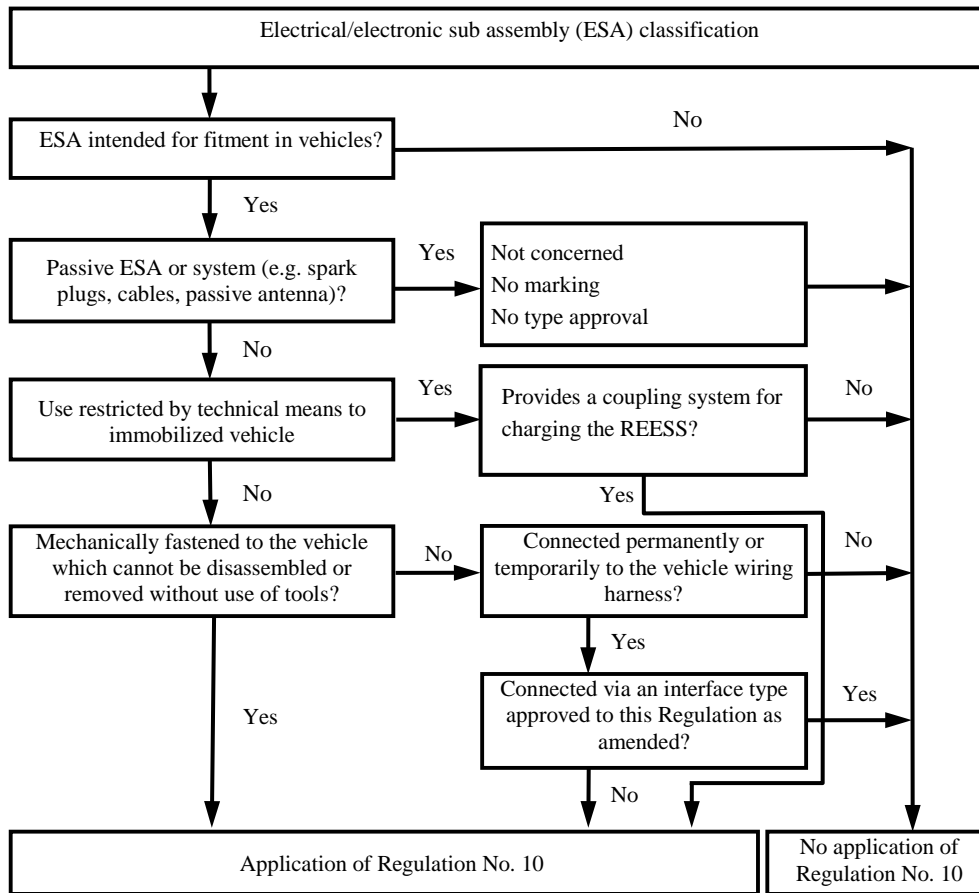 Electrical/electronic sub assembly (ESA) classification
ESA intended for fitment in vehicles?
No
Yes
Passive ESA or system (e.g. spark
plugs, cables, passive antenna)?
Yes
Not concerned
No marking
No type approval
No
Use restricted by technical means to
immobilized vehicle
Yes
Provides a coupling system for
charging the REESS?
No
No
Yes
Mechanically fastened to the vehicle
which cannot be disassembled or
removed without use of tools?
No
Connected permanently or
temporarily to the vehicle wiring
harness?
No
Yes
Yes
Connected via an interface type
approved to this Regulation as
amended?
Yes
No
Application of Regulation No. 10
No application of
Regulation No. 10